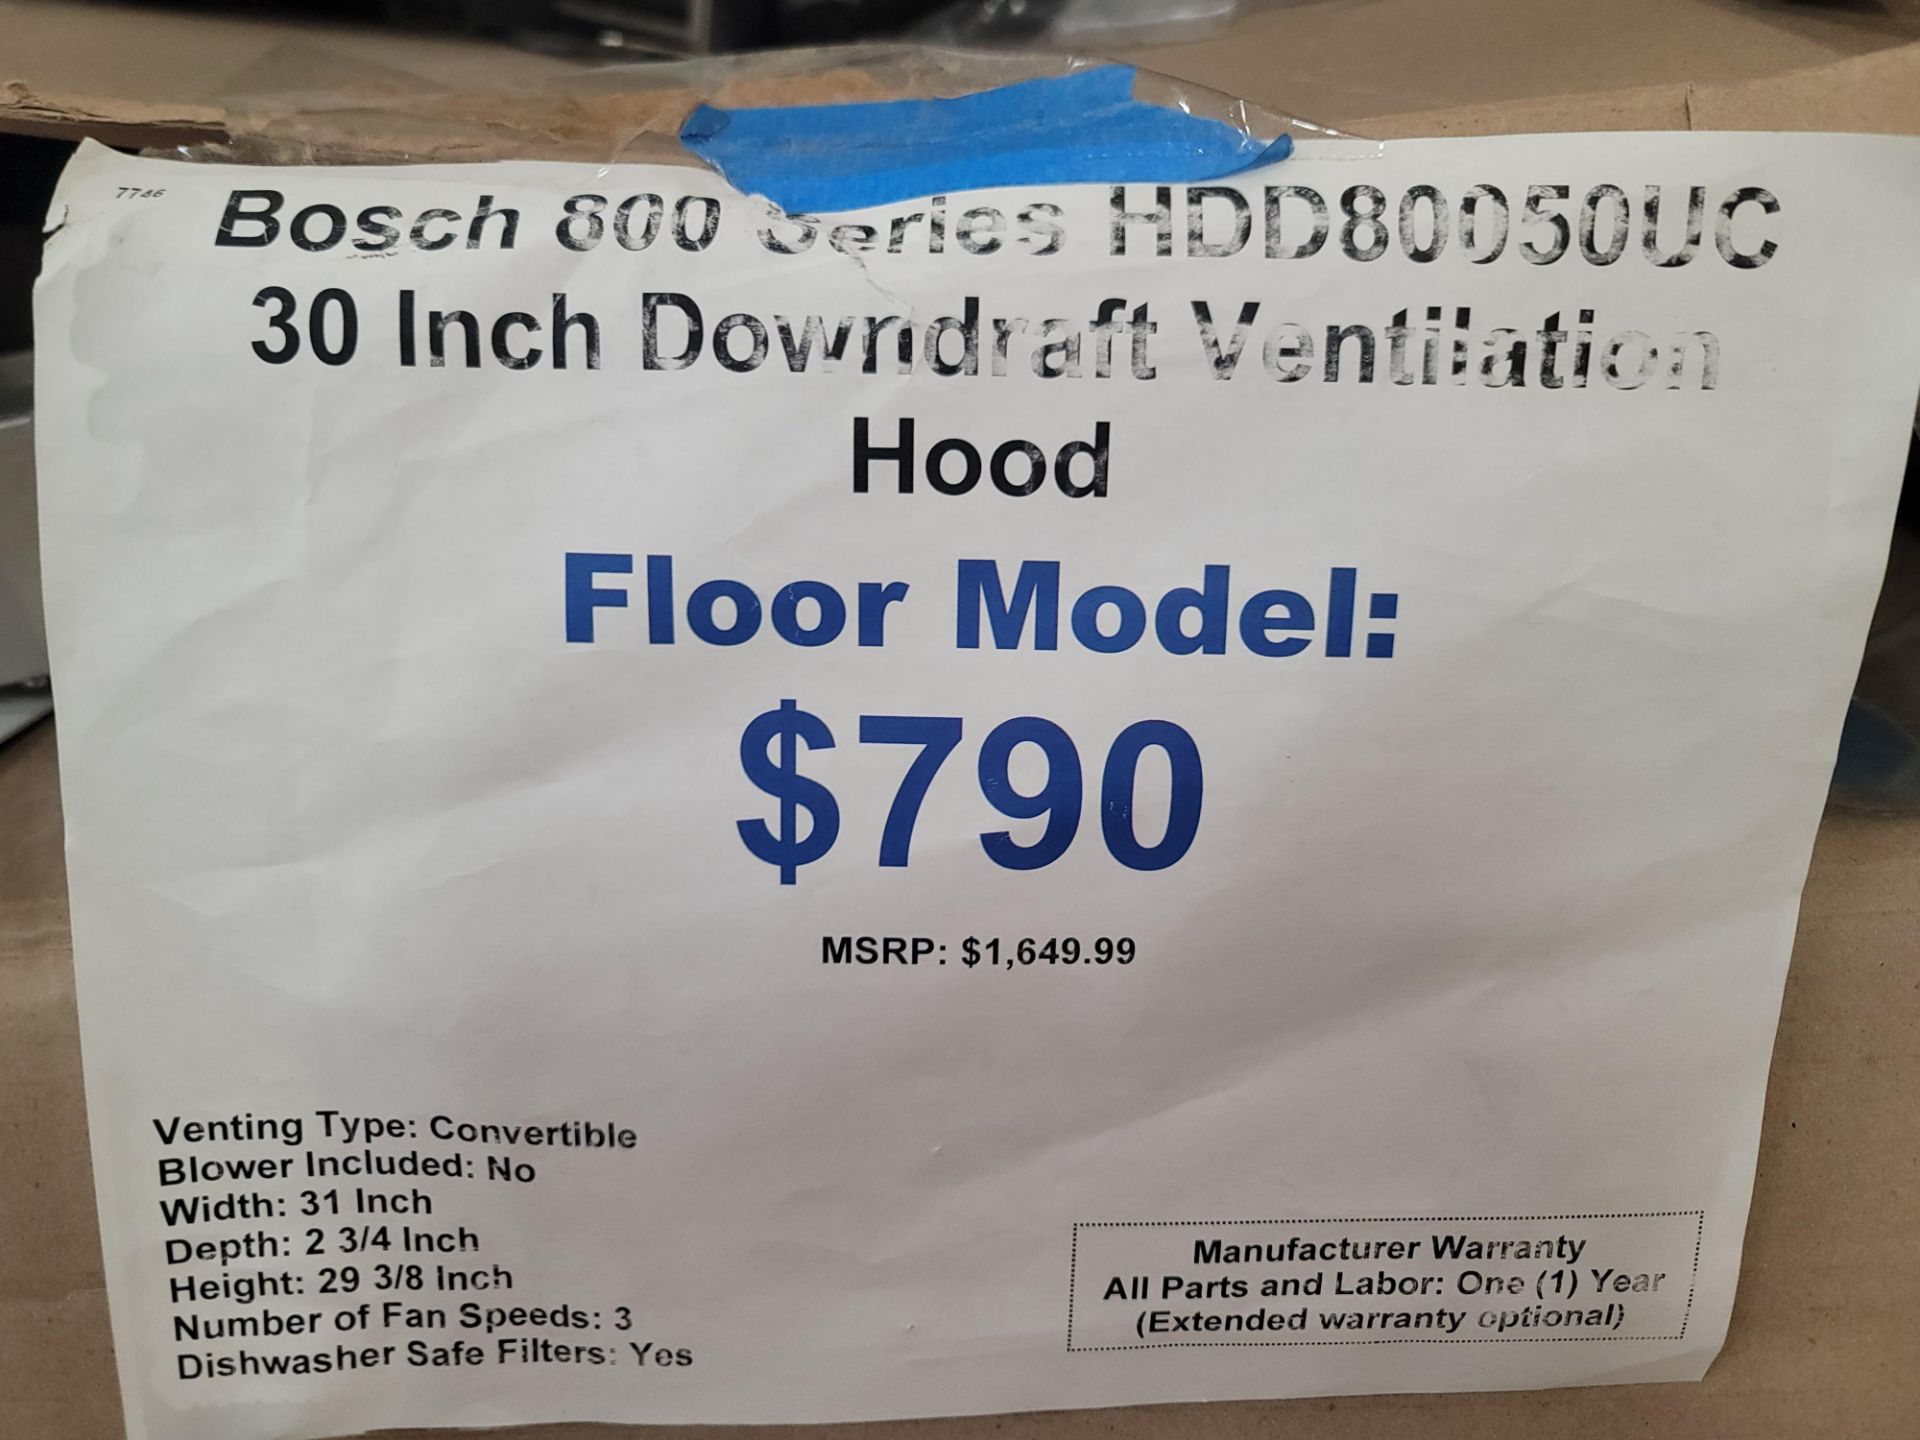 7746
Bosch 800 Series HDD80050UC
30 Inch Downdraft Ventilation
Hood
Floor Model:
$790
MSRP: $1,649.99
Venting Type: Convertible
Blower Included: No
Width: 31 Inch
Depth: 2 3/4 Inch
Height: 29 3/8 Inch
Number of Fan Speeds: 3
Dishwasher Safe Filters: Yes
Manufacturer Warranty
All Parts and Labor: One (1) Year
(Extended warranty optional)